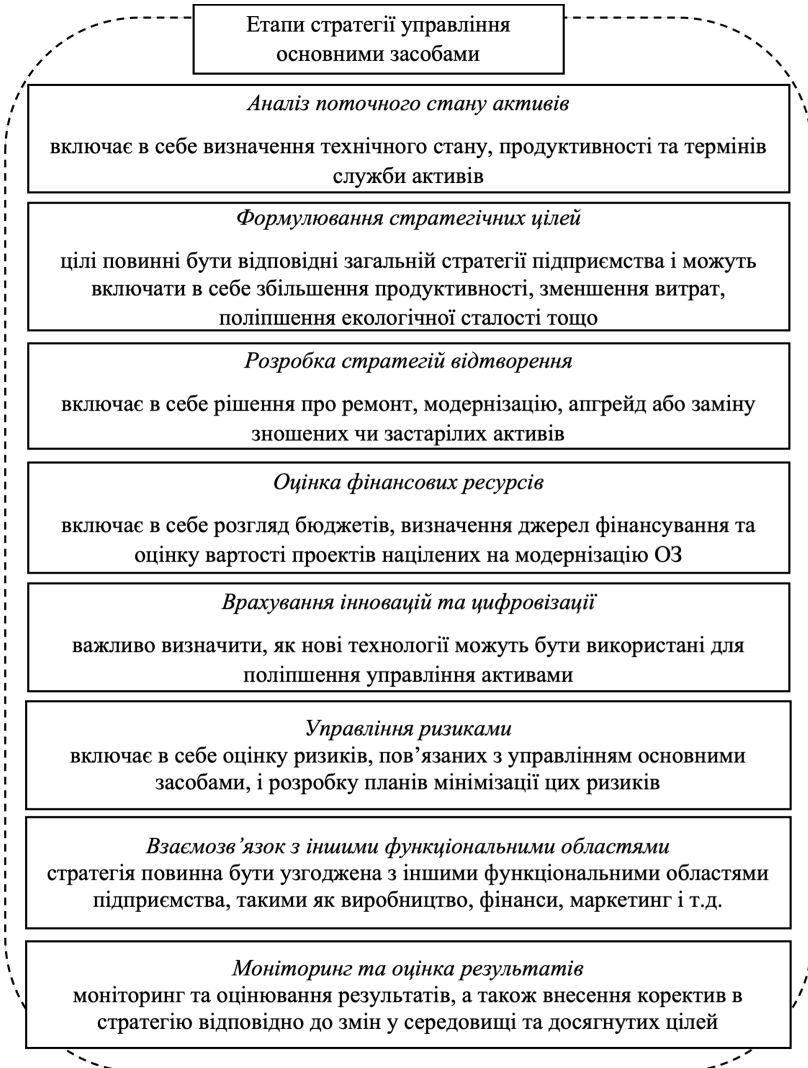 Етапи стратегії управління
основними засобами
Аналіз поточного стану активів
включає в себе визначення технічного стану, продуктивності та термінів
служби активів
Формулювання стратегічних цілей
цілі повинні бути відповідні загальній стратегії підприємства і можуть
включати в себе збільшення продуктивності, зменшення витрат,
поліпшення екологічної сталості тощо
Розробка стратегій відтворення
включає в себе рішення про ремонт, модернізацію, апгрейд або заміну
зношених чи застарілих активів
Оцінка фінансових ресурсів
включає в себе розгляд бюджетів, визначення джерел фінансування та
оцінку вартості проектів націлених на модернізацію ОЗ
Врахування інновацій та цифровізації
важливо визначити, як нові технології можуть бути використані для
поліпшення управління активами
Управління ризиками
включає в себе оцінку ризиків, пов’язаних з управлінням основними
засобами, і розробку планів мінімізації цих ризиків
Взаємозв’язок з іншими функціональними областями
стратегія повинна бути узгоджена з іншими функціональними областями
підприємства, такими як виробництво, фінанси, маркетинг і т.д.
Моніторинг та оцінка результатів
моніторинг та оцінювання результатів, а також внесення коректив в
стратегію відповідно до змін у середовищі та досягнутих цілей